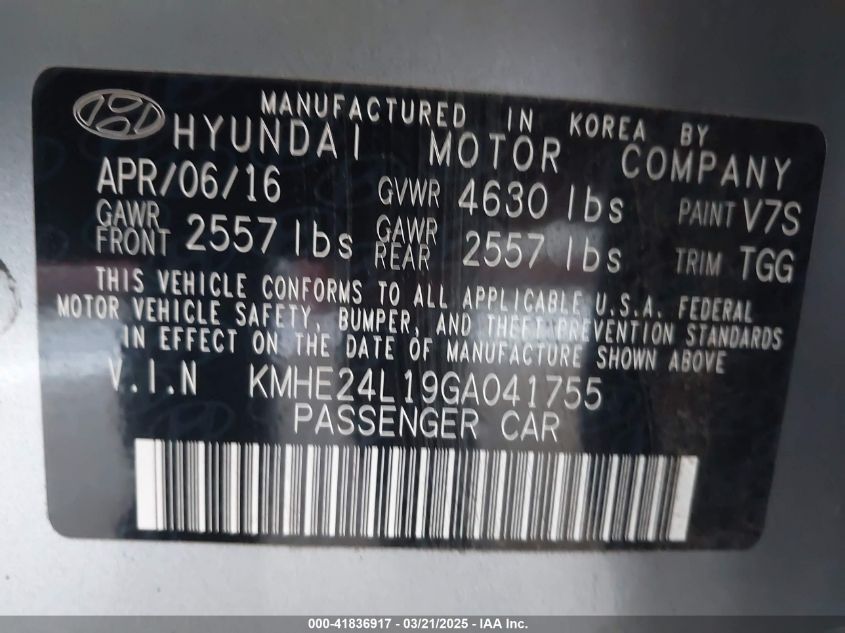 MANUFACTURED IN KOREA BY
HYUNDAI MOTOR COMPANY
APR/06/16 GVWR 4630 lbs PAINT V7S
GAWR FRONT 2557 lbs GAWR REAR 2557 lbs TRIM TGG
THIS VEHICLE CONFORMS TO ALL APPLICABLE U.S.A. FEDERAL
MOTOR VEHICLE SAFETY, BUMPER, AND THEFT PREVENTION STANDARDS
IN EFFECT ON THE DATE OF MANUFACTURE SHOWN ABOVE
V.I.N KMHE24L19GA041755
PASSENGER CAR
000-41836917 - 03/21/2025 - IAA Inc.